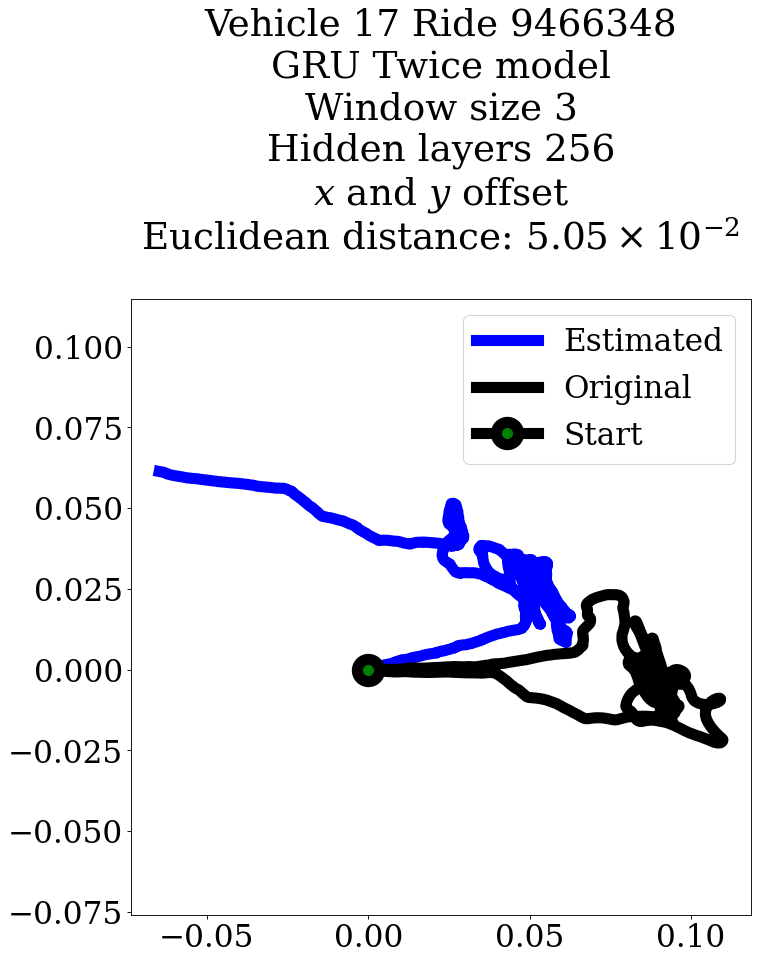 Vehicle 17 Ride 9466348
GRU Twice model
Window size 3
Hidden layers 256
x and y offset
Euclidean distance: 5.05 × 10⁻²
Estimated
Original
Start
0.100
0.075
0.050
0.025
0.000
−0.025
−0.050
−0.075
−0.05 0.00 0.05 0.10